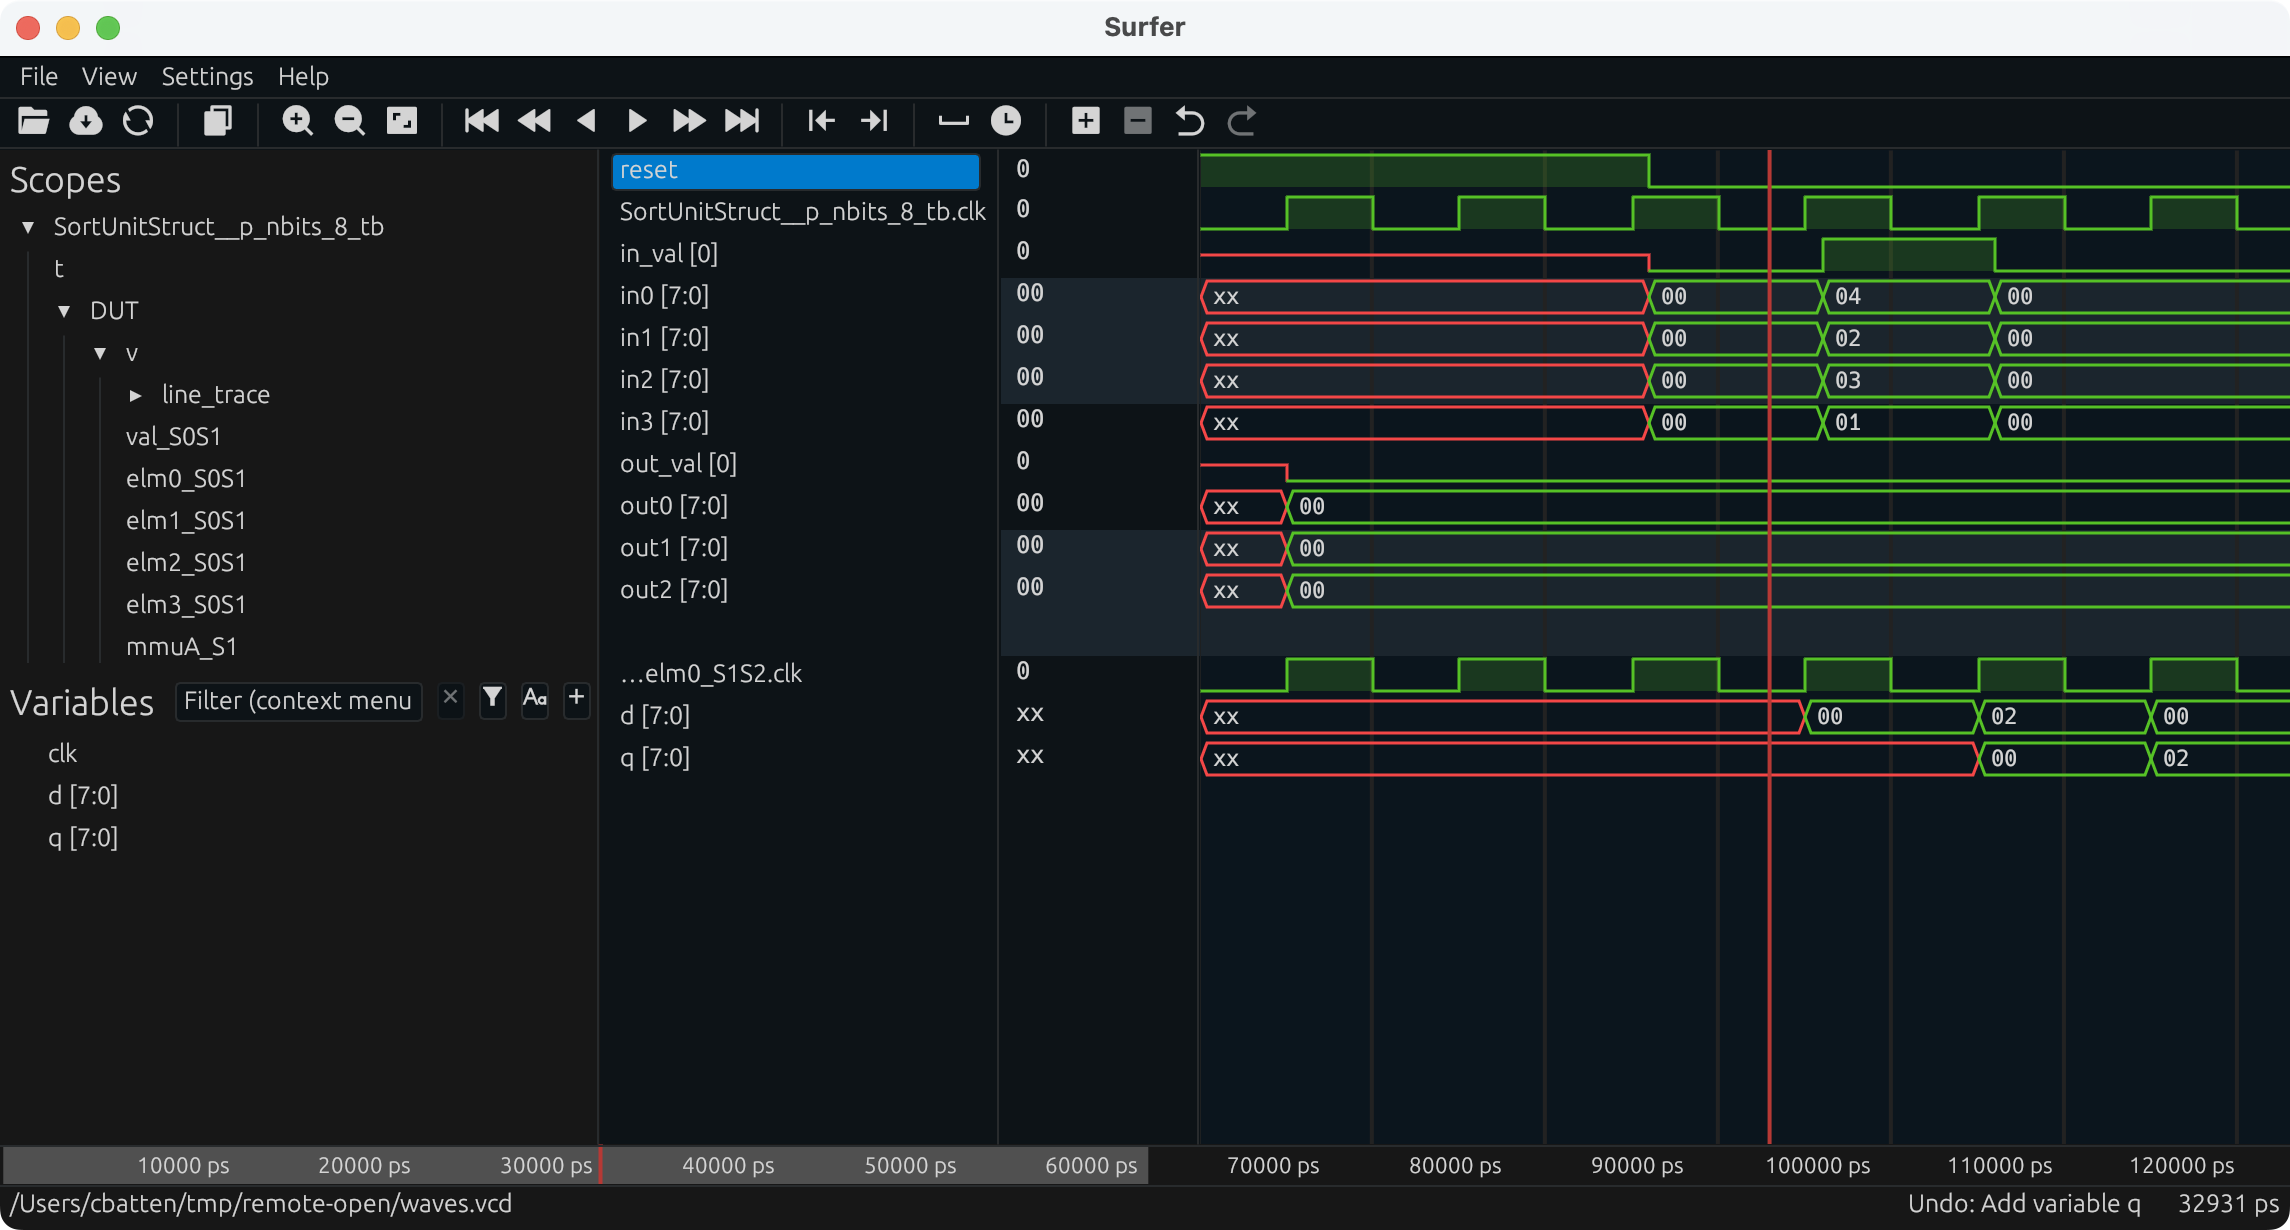 Surfer
File View Settings Help
Scopes
SortUnitStruct__p_nbits_8_tb
t
DUT
v
line_trace
val_S0S1
elm0_S0S1
elm1_S0S1
elm2_S0S1
elm3_S0S1
mmuA_S1
Variables Filter (context menu × Aa +
clk
d [7:0]
q [7:0]
reset 0
SortUnitStruct__p_nbits_8_tb.clk 0
in_val [0] 0
in0 [7:0] 00 xx 00 04 00
in1 [7:0] 00 xx 00 02 00
in2 [7:0] 00 xx 00 03 00
in3 [7:0] 00 xx 00 01 00
out_val [0] 0
out0 [7:0] 00 xx 00
out1 [7:0] 00 xx 00
out2 [7:0] 00 xx 00
...elm0_S1S2.clk 0
d [7:0] xx xx 00 02 00
q [7:0] xx xx 00 02
10000 ps 20000 ps 30000 ps 40000 ps 50000 ps 60000 ps 70000 ps 80000 ps 90000 ps 100000 ps 110000 ps 120000 ps
/Users/cbatten/tmp/remote-open/waves.vcd Undo: Add variable q 32931 ps